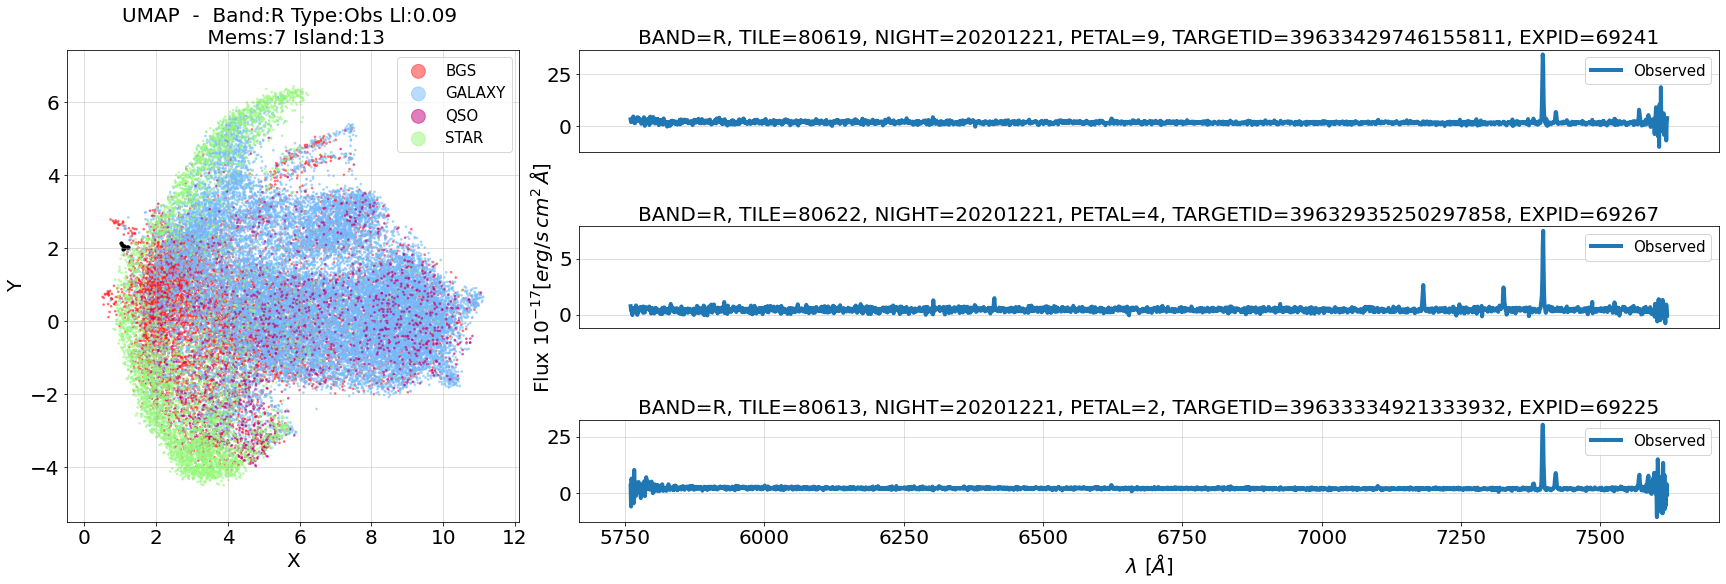 UMAP - Band:R Type:Obs Ll:0.09
Mems:7 Island:13
BGS
GALAXY
QSO
STAR
6
4
2
0
−2
−4
Y
0
2
4
6
8
10
12
X
Flux 10⁻¹⁷[erg/s cm² Å]
BAND=R, TILE=80619, NIGHT=20201221, PETAL=9, TARGETID=39633429746155811, EXPID=69241
25
0
Observed
BAND=R, TILE=80622, NIGHT=20201221, PETAL=4, TARGETID=39632935250297858, EXPID=69267
5
0
Observed
BAND=R, TILE=80613, NIGHT=20201221, PETAL=2, TARGETID=39633334921333932, EXPID=69225
25
0
Observed
5750
6000
6250
6500
6750
7000
7250
7500
λ [Å]